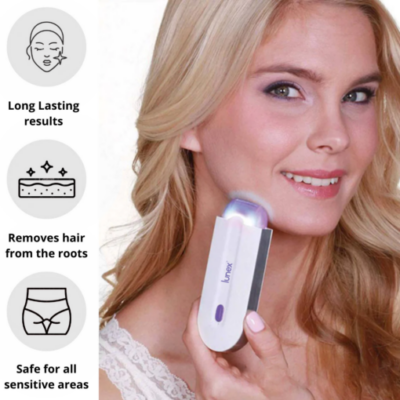 Long Lasting
results
Removes hair
from the roots
Safe for all
sensitive areas
lunex